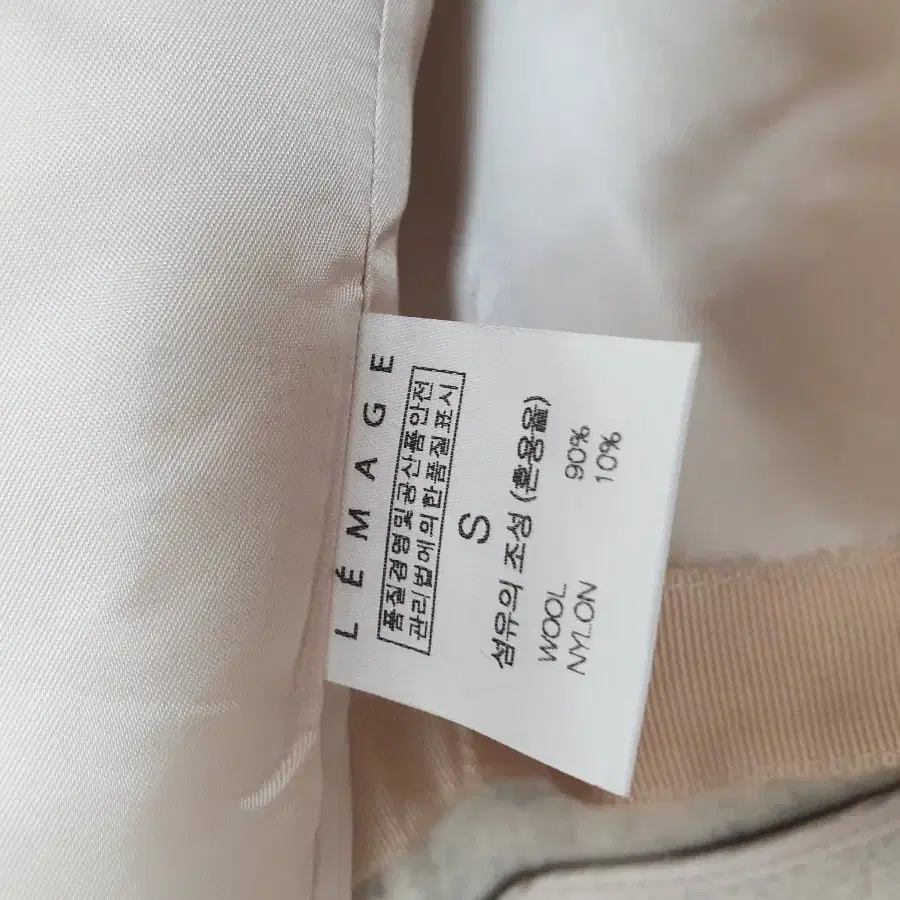 LÉMAGE
품질경영및공산품안전
관리법에의한품질표시
S
섬유의 조성 (혼용율)
WOOL 90%
NYLON 10%